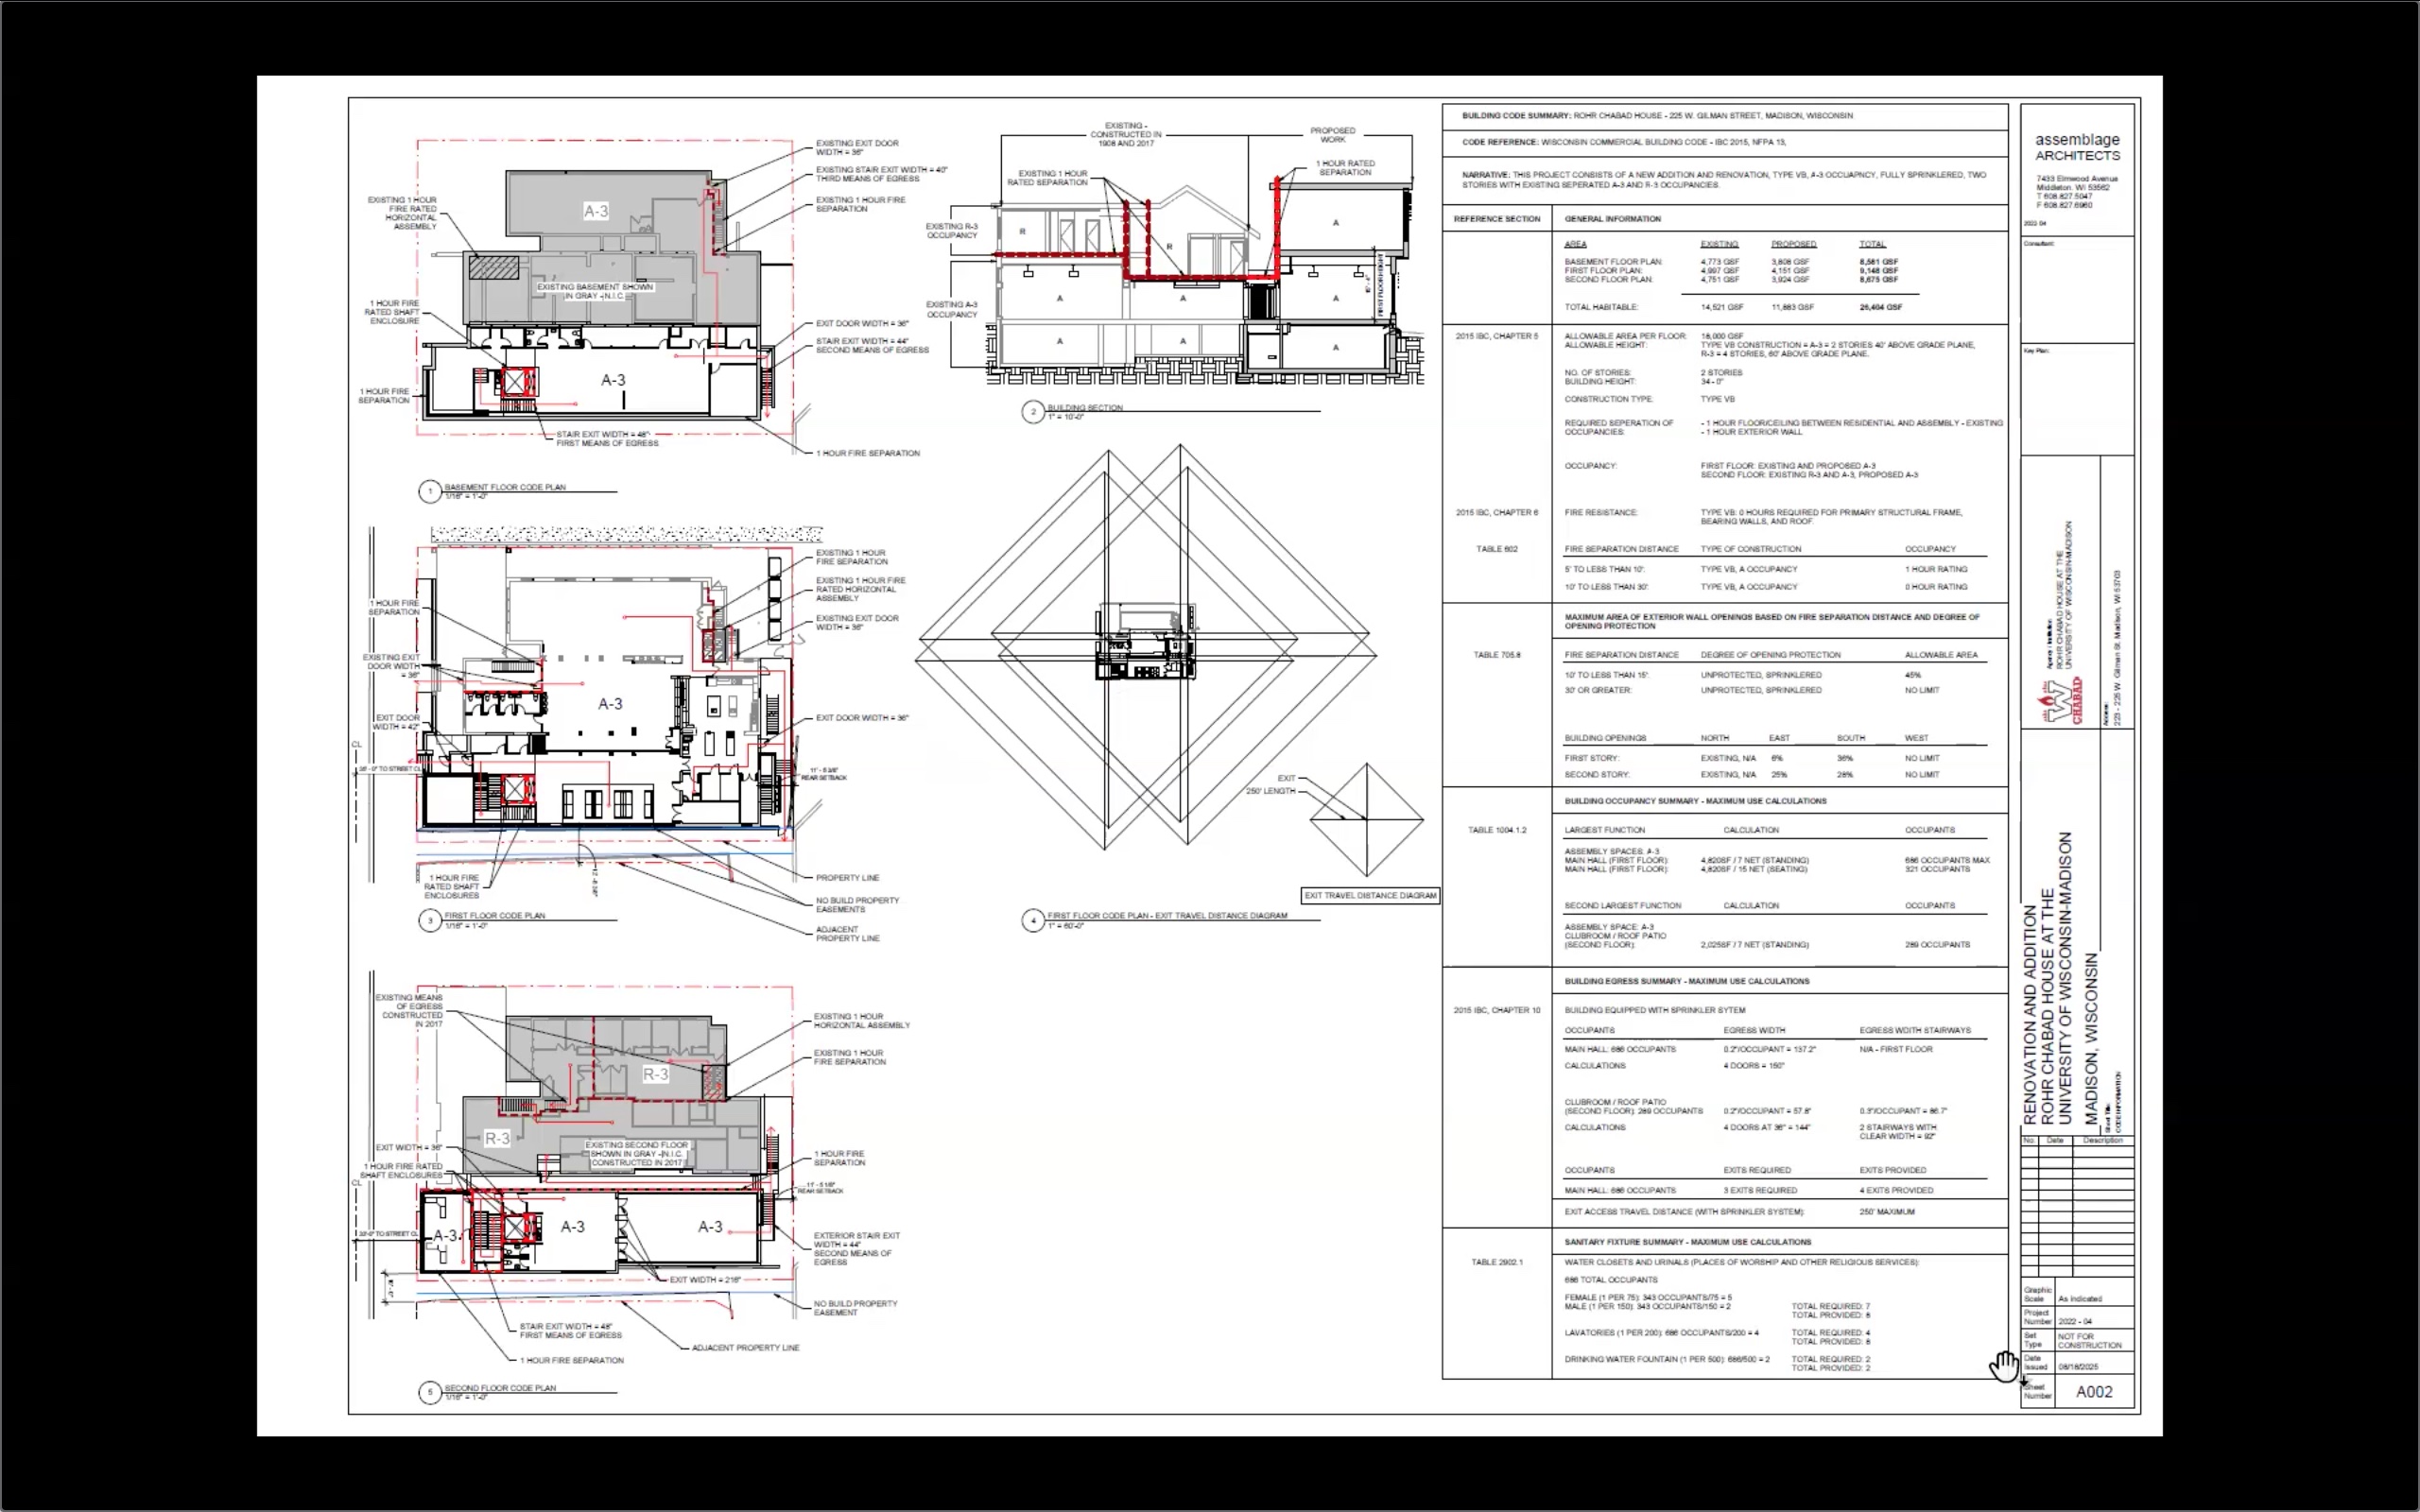 EXISTING EXIT DOOR
WIDTH = 36"
EXISTING STAIR EXIT WIDTH = 40"
THIRD MEANS OF EGRESS
EXISTING 1 HOUR FIRE
SEPARATION
EXISTING 1 HOUR
FIRE RATED
HORIZONTAL
ASSEMBLY
A-3
EXISTING BASEMENT SHOWN
IN GRAY - (N.I.C.
1 HOUR FIRE
RATED SHAFT
ENCLOSURE
EXIT DOOR WIDTH = 36"
STAIR EXIT WIDTH = 44"
SECOND MEANS OF EGRESS
A-3
1 HOUR FIRE
SEPARATION
STAIR EXIT WIDTH = 48"
FIRST MEANS OF EGRESS
1 HOUR FIRE SEPARATION
1 BASEMENT FLOOR CODE PLAN
1/16" = 1'-0"
EXISTING -
CONSTRUCTED IN
1908 AND 2017
PROPOSED
WORK
EXISTING 1 HOUR
RATED SEPARATION
1 HOUR RATED
SEPARATION
EXISTING R-3
OCCUPANCY
R
R
A
EXISTING A-3
OCCUPANCY
A
A
A
A
A
A
2 BUILDING SECTION
1" = 10'-0"
EXISTING 1 HOUR
FIRE SEPARATION
EXISTING 1 HOUR FIRE
RATED HORIZONTAL
ASSEMBLY
EXISTING EXIT DOOR
WIDTH = 36"
1 HOUR FIRE
SEPARATION
EXISTING EXIT
DOOR WIDTH
= 36"
A-3
EXIT DOOR
WIDTH = 42"
EXIT DOOR WIDTH = 36"
CL
REAR SETBACK
1 HOUR FIRE
RATED SHAFT
ENCLOSURES
PROPERTY LINE
NO BUILD PROPERTY
EASEMENTS
ADJACENT
PROPERTY LINE
3 FIRST FLOOR CODE PLAN
1/16" = 1'-0"
EXIT
250' LENGTH
EXIT TRAVEL DISTANCE DIAGRAM
4 FIRST FLOOR CODE PLAN - EXIT TRAVEL DISTANCE DIAGRAM
1" = 60'-0"
EXISTING MEANS
OF EGRESS
CONSTRUCTED
IN 2017
EXISTING 1 HOUR
HORIZONTAL ASSEMBLY
EXISTING 1 HOUR
FIRE SEPARATION
R-3
R-3
EXISTING SECOND FLOOR
SHOWN IN GRAY - (N.I.C.
CONSTRUCTED IN 2017
EXIT WIDTH = 36"
1 HOUR FIRE RATED
SHAFT ENCLOSURES
CL
1 HOUR FIRE
SEPARATION
REAR SETBACK
A-3
A-3
A-3
EXTERIOR STAIR EXIT
WIDTH = 44"
SECOND MEANS OF
EGRESS
EXIT WIDTH = 216"
NO BUILD PROPERTY
EASEMENT
STAIR EXIT WIDTH = 48"
FIRST MEANS OF EGRESS
ADJACENT PROPERTY LINE
1 HOUR FIRE SEPARATION
5 SECOND FLOOR CODE PLAN
1/16" = 1'-0"
BUILDING CODE SUMMARY: ROHR CHABAD HOUSE - 225 W. GILMAN STREET, MADISON, WISCONSIN
CODE REFERENCE: WISCONSIN COMMERCIAL BUILDING CODE - IBC 2015, NFPA 13,
NARRATIVE: THIS PROJECT CONSISTS OF A NEW ADDITION AND RENOVATION, TYPE VB, A-3 OCCUAPNCY, FULLY SPRINKLERED, TWO
STORIES WITH EXISTING SEPERATED A-3 AND R-3 OCCUPANCIES.
REFERENCE SECTION GENERAL INFORMATION
AREA EXISTING PROPOSED TOTAL
BASEMENT FLOOR PLAN: 4,773 GSF 3,808 GSF 8,581 GSF
FIRST FLOOR PLAN: 4,997 GSF 4,151 GSF 9,148 GSF
SECOND FLOOR PLAN: 4,751 GSF 3,924 GSF 8,675 GSF
TOTAL HABITABLE: 14,521 GSF 11,883 GSF 26,404 GSF
2015 IBC, CHAPTER 5 ALLOWABLE AREA PER FLOOR: 18,000 GSF
ALLOWABLE HEIGHT: TYPE VB CONSTRUCTION = A-3 = 2 STORIES 40' ABOVE GRADE PLANE,
R-3 = 4 STORIES, 60' ABOVE GRADE PLANE.
NO. OF STORIES: 2 STORIES
BUILDING HEIGHT: 34'-0"
CONSTRUCTION TYPE: TYPE VB
REQUIRED SEPERATION OF - 1 HOUR FLOOR/CEILING BETWEEN RESIDENTIAL AND ASSEMBLY - EXISTING
OCCUPANCIES: - 1 HOUR EXTERIOR WALL
OCCUPANCY: FIRST FLOOR: EXISTING AND PROPOSED A-3
SECOND FLOOR: EXISTING R-3 AND A-3, PROPOSED A-3
2015 IBC, CHAPTER 6 FIRE RESISTANCE: TYPE VB: 0 HOURS REQUIRED FOR PRIMARY STRUCTURAL FRAME,
BEARING WALLS, AND ROOF.
TABLE 602 FIRE SEPARATION DISTANCE TYPE OF CONSTRUCTION OCCUPANCY
5' TO LESS THAN 10': TYPE VB, A OCCUPANCY 1 HOUR RATING
10' TO LESS THAN 30': TYPE VB, A OCCUPANCY 0 HOUR RATING
MAXIMUM AREA OF EXTERIOR WALL OPENINGS BASED ON FIRE SEPARATION DISTANCE AND DEGREE OF
OPENING PROTECTION
TABLE 705.8 FIRE SEPARATION DISTANCE DEGREE OF OPENING PROTECTION ALLOWABLE AREA
10' TO LESS THAN 15': UNPROTECTED, SPRINKLERED 45%
30' OR GREATER: UNPROTECTED, SPRINKLERED NO LIMIT
BUILDING OPENINGS NORTH EAST SOUTH WEST
FIRST STORY: EXISTING, N/A 6% 36% NO LIMIT
SECOND STORY: EXISTING, N/A 25% 28% NO LIMIT
BUILDING OCCUPANCY SUMMARY - MAXIMUM USE CALCULATIONS
TABLE 1004.1.2 LARGEST FUNCTION CALCULATION OCCUPANTS
ASSEMBLY SPACES: A-3
MAIN HALL (FIRST FLOOR): 4,820SF / 7 NET (STANDING) 686 OCCUPANTS MAX
MAIN HALL (FIRST FLOOR): 4,820SF / 15 NET (SEATING) 321 OCCUPANTS
SECOND LARGEST FUNCTION CALCULATION OCCUPANTS
ASSEMBLY SPACE: A-3
CLUBROOM / ROOF PATIO
(SECOND FLOOR): 2,025SF / 7 NET (STANDING) 289 OCCUPANTS
BUILDING EGRESS SUMMARY - MAXIMUM USE CALCULATIONS
2015 IBC, CHAPTER 10 BUILDING EQUIPPED WITH SPRINKLER SYTEM
OCCUPANTS EGRESS WIDTH EGRESS WDITH STAIRWAYS
MAIN HALL: 686 OCCUPANTS 0.2"/OCCUPANT = 137.2" N/A - FIRST FLOOR
CALCULATIONS 4 DOORS = 150"
CLUBROOM / ROOF PATIO
(SECOND FLOOR): 289 OCCUPANTS 0.2"/OCCUPANT = 57.8" 0.3"/OCCUPANT = 86.7"
CALCULATIONS 4 DOORS AT 36" = 144" 2 STAIRWAYS WITH
CLEAR WIDTH = 92"
OCCUPANTS EXITS REQUIRED EXITS PROVIDED
MAIN HALL: 686 OCCUPANTS 3 EXITS REQUIRED 4 EXITS PROVIDED
EXIT ACCESS TRAVEL DISTANCE (WITH SPRINKLER SYSTEM): 250' MAXIMUM
SANITARY FIXTURE SUMMARY - MAXIMUM USE CALCULATIONS
TABLE 2902.1 WATER CLOSETS AND URINALS (PLACES OF WORSHIP AND OTHER RELIGIOUS SERVICES):
686 TOTAL OCCUPANTS
FEMALE (1 PER 75): 343 OCCUPANTS/75 = 5
MALE (1 PER 150): 343 OCCUPANTS/150 = 2 TOTAL REQUIRED: 7
TOTAL PROVIDED: 8
LAVATORIES (1 PER 200): 686 OCCUPANTS/200 = 4 TOTAL REQUIRED: 4
TOTAL PROVIDED: 8
DRINKING WATER FOUNTAIN (1 PER 500): 686/500 = 2 TOTAL REQUIRED: 2
TOTAL PROVIDED: 2
assemblage
ARCHITECTS
7433 Elmwood Avenue
Middleton, WI 53562
T 608.827.5047
F 608.827.6960
2022-04
Consultant:
Key Plan:
ROHR CHABAD HOUSE AT THE
UNIVERSITY OF WISCONSIN-MADISON
W
CHABAD
223 - 225 W. Gilman St. Madison, WI 53703
RENOVATION AND ADDITION
ROHR CHABAD HOUSE AT THE
UNIVERSITY OF WISCONSIN-MADISON
MADISON, WISCONSIN
Sheet Title:
CODE INFORMATION
No. Date Description
Graphic
Scale As Indicated
Project
Number 2022 - 04
Set
Type NOT FOR
CONSTRUCTION
Date
Issued 08/18/2025
Sheet
Number A002